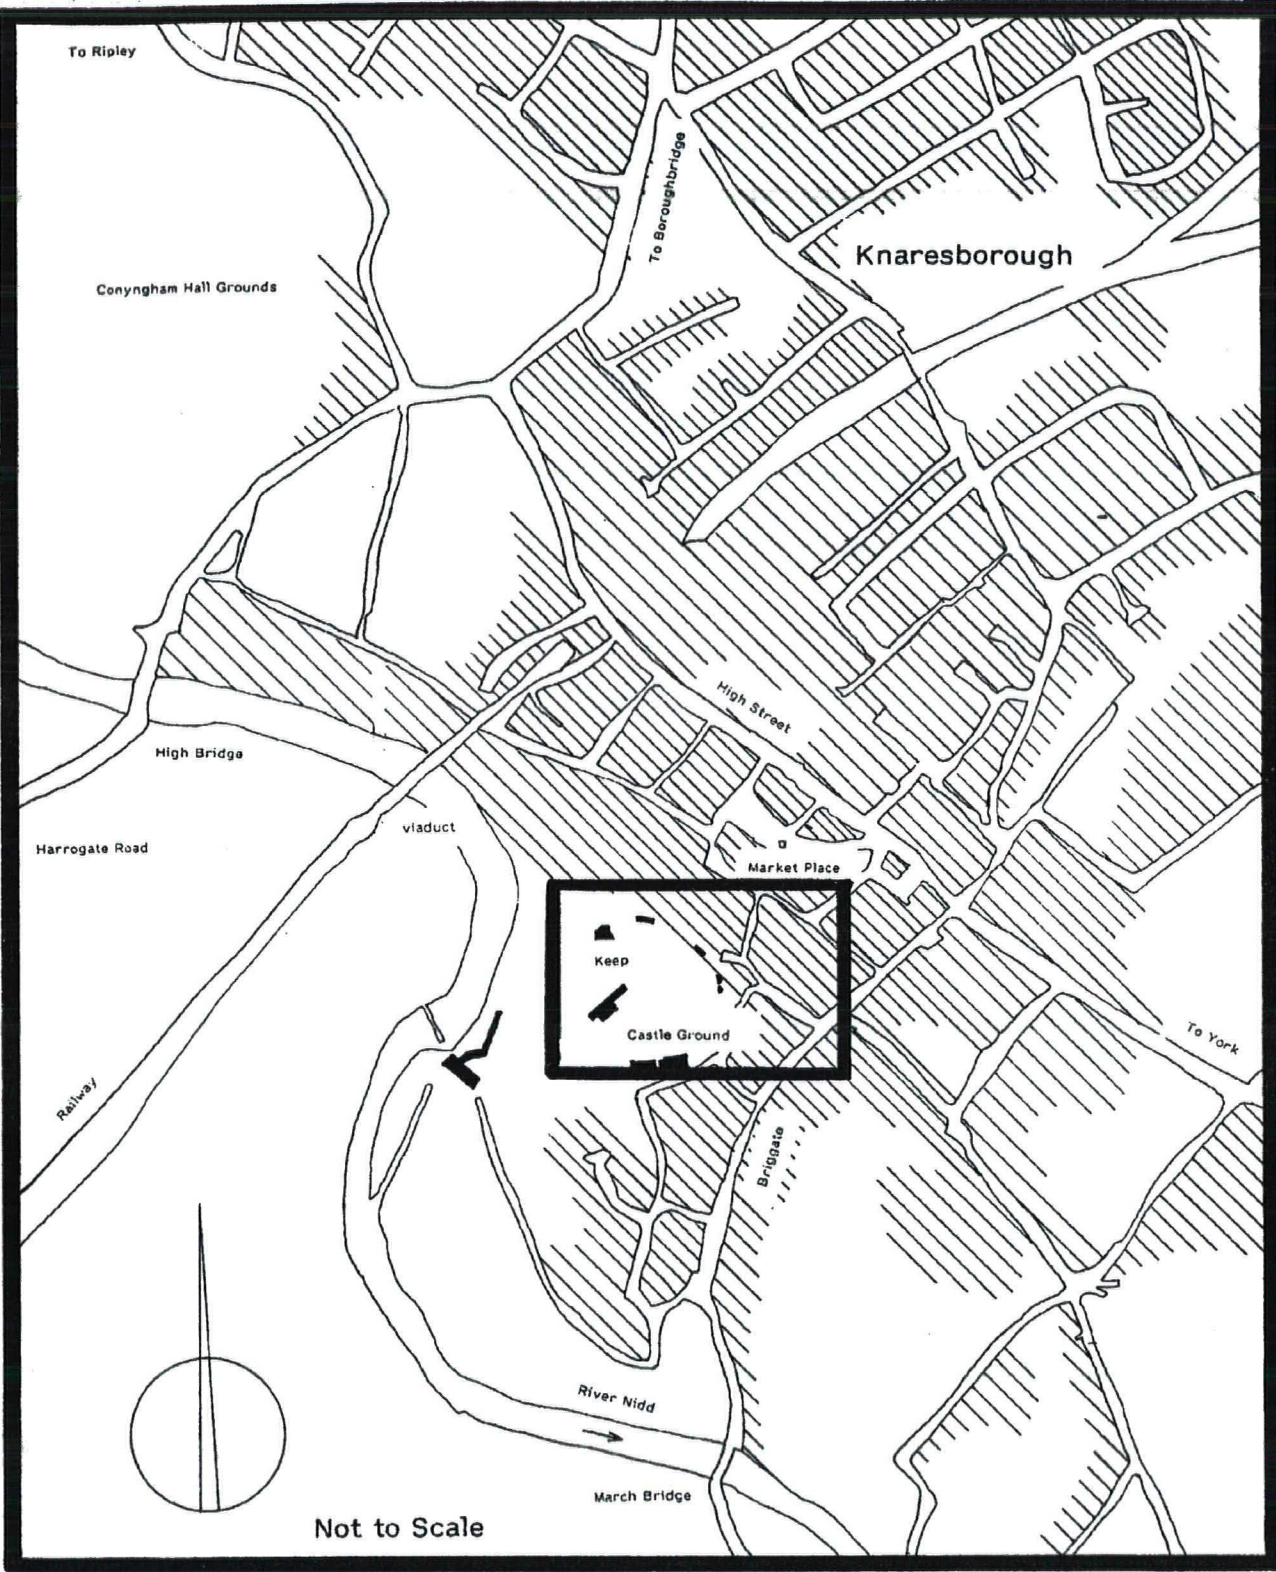 To Ripley
To Boroughbridge
Knaresborough
Conyngham Hall Grounds
High Street
High Bridge
viaduct
Harrogate Road
Market Place
Keep
Castle Ground
To York
Railway
Briggate
River Nidd
March Bridge
Not to Scale